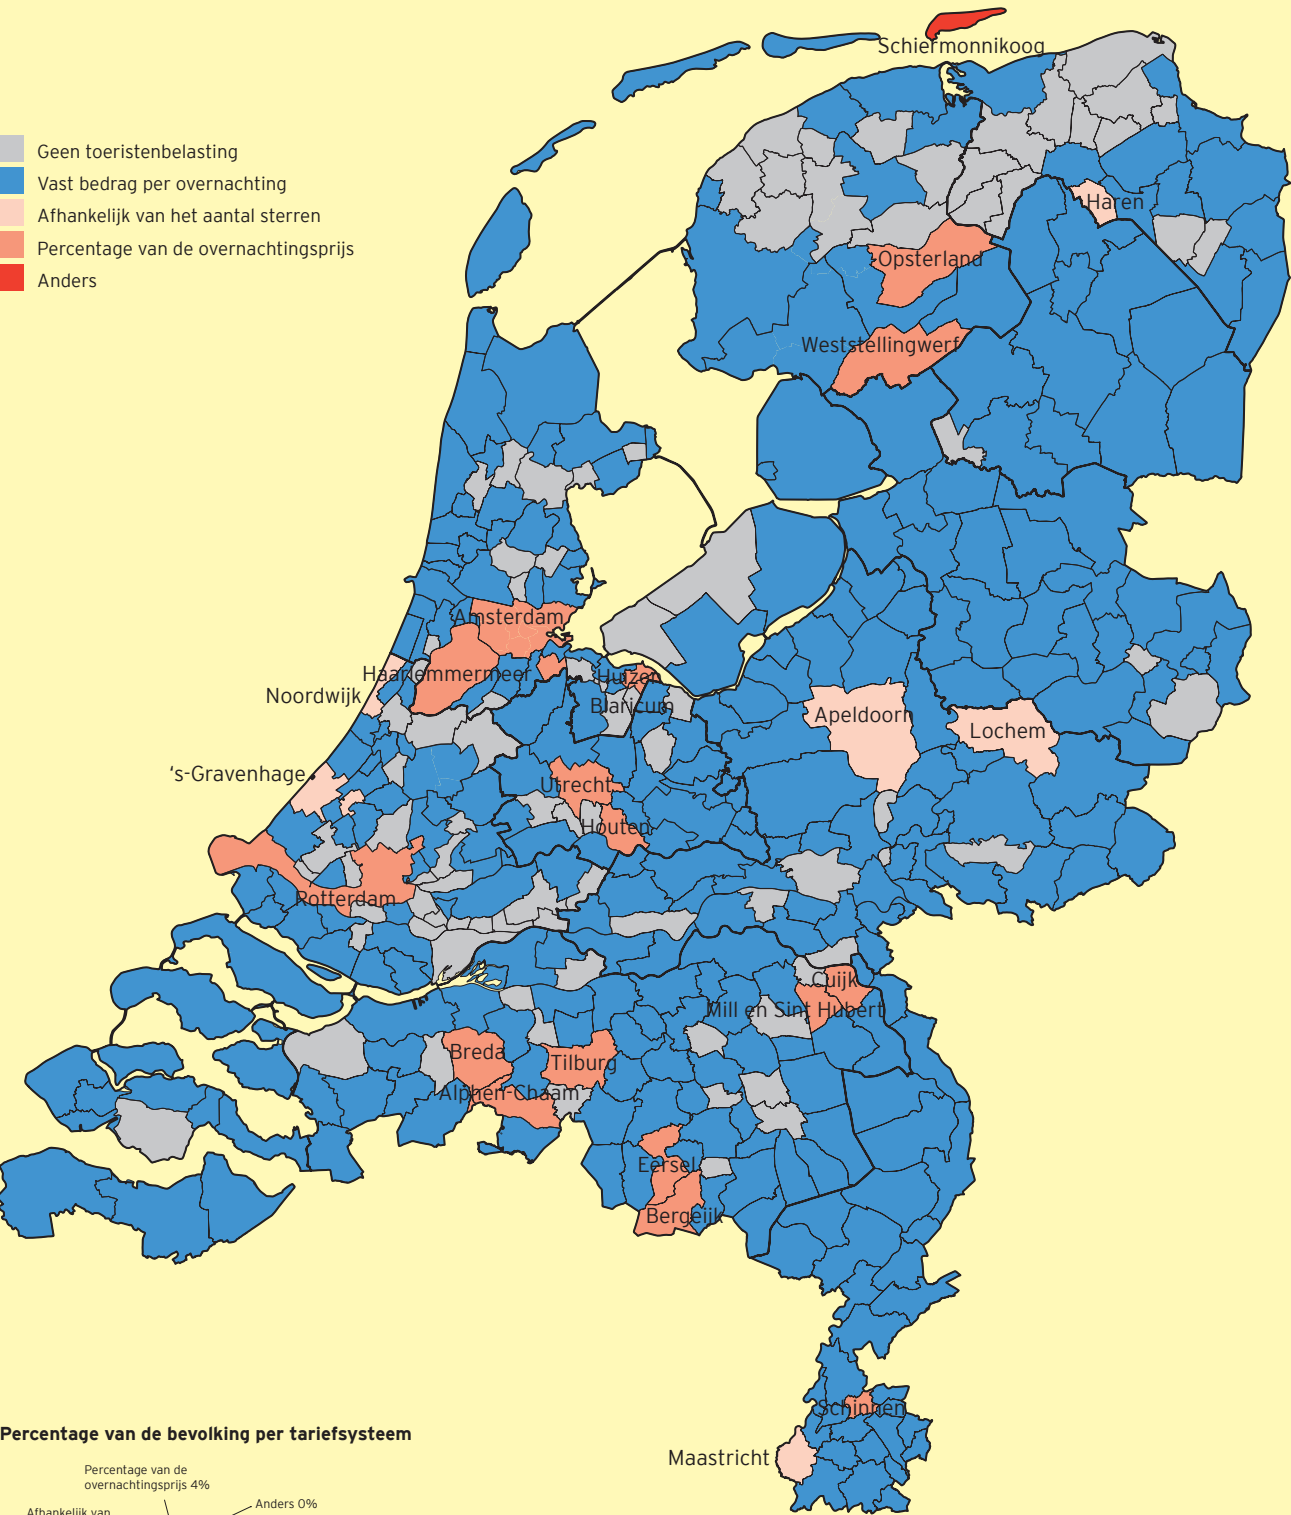 Schiermonnikoog
Geen toeristenbelasting
Vast bedrag per overnachting
Afhankelijk van het aantal sterren
Percentage van de overnachtingsprijs
Anders
Haren
Opsterland
Weststellingwerf
Amsterdam
Haarlemmermeer
Huizen
Noordwijk
Blaricum
Apeldoorn
Lochem
's-Gravenhage
Utrecht
Houten
Rotterdam
Cuijk
Mill en Sint Hubert
Breda
Tilburg
Alphen-Chaam
Eersel
Bergeijk
Schinnen
Maastricht
Percentage van de bevolking per tariefsysteem
Percentage van de
overnachtingsprijs 4%
Anders 0%
Afhankelijk van